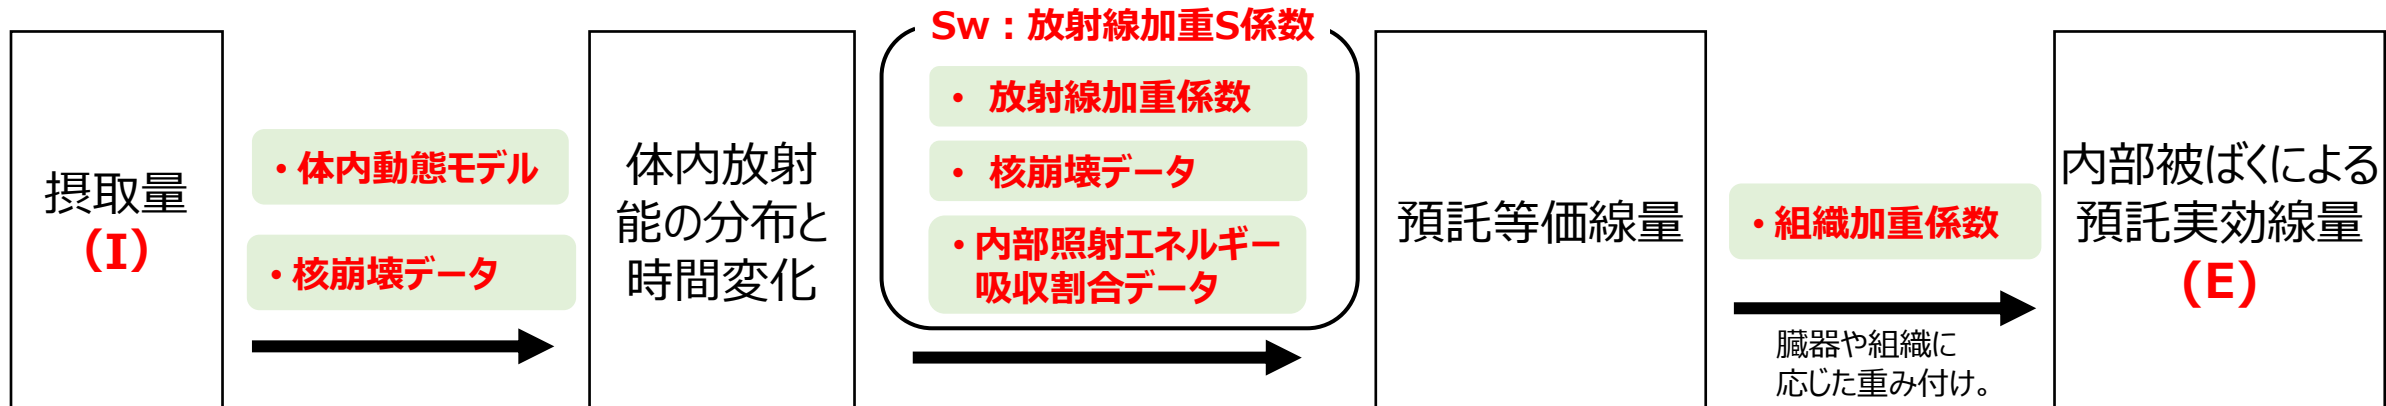 摂取量
(I)
・体内動態モデル
・核崩壊データ
体内放射
能の分布と
時間変化
Sw：放射線加重S係数
・ 放射線加重係数
・ 核崩壊データ
・内部照射エネルギー
吸収割合データ
預託等価線量
・組織加重係数
臓器や組織に
応じた重み付け。
内部被ばくによる
預託実効線量
(E)